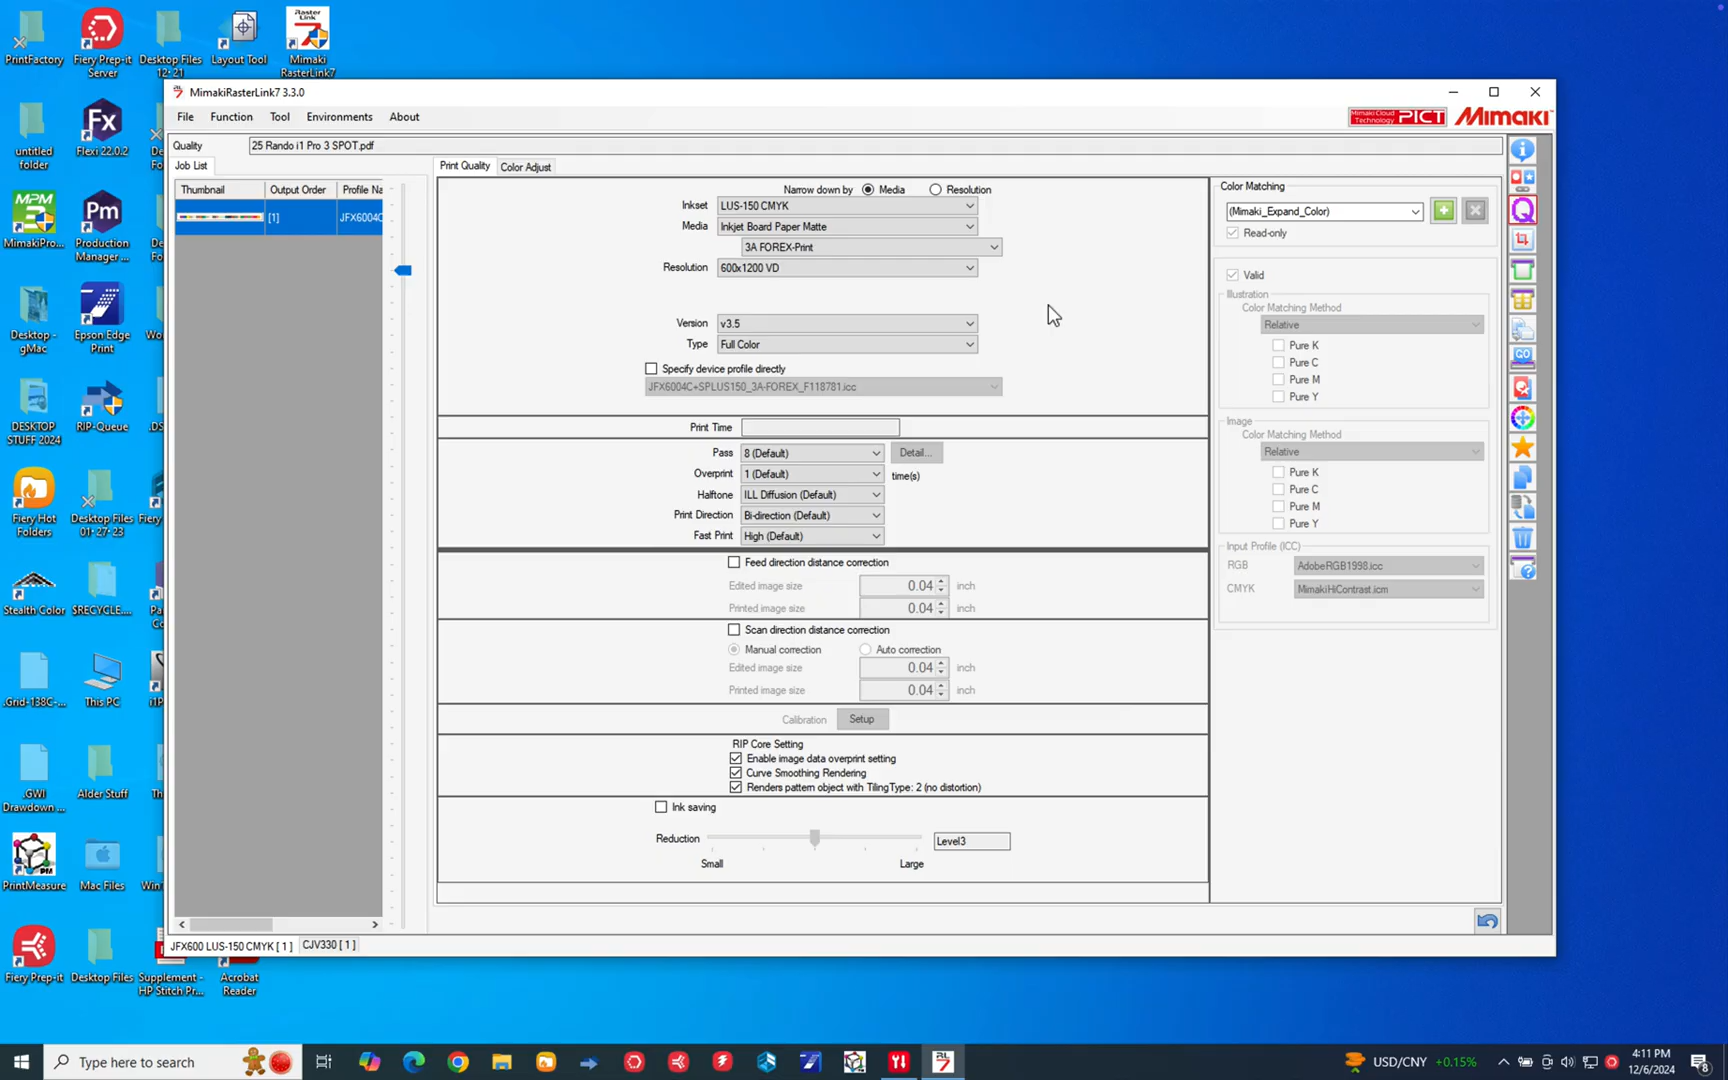 PrintFactory
Fiery Prep-it Server
Desktop Files 12· 21
Layout Tool
Mimaki RasterLink7
untitled folder
Flexi 22.0.2
MimakiPro...
Production Manager ...
Desktop - gMac
Epson Edge Print
DESKTOP STUFF 2024
RIP-Queue
Fiery Hot Folders
Desktop Files 01· 27· 23
Stealth Color
$RECYCLE....
.Grid-138C-...
This PC
.GWI Drawdown ...
Alder Stuff
PrintMeasure
Mac Files
Fiery Prep-it
Desktop Files
Supplement - HP Stitch Pr...
Acrobat Reader
MimakiRasterLink7 3.3.0
File Function Tool Environments About
Mimaki Cloud Technology PICT Mimaki
Quality 25 Rando i1 Pro 3 SPOT.pdf
Job List
Thumbnail Output Order Profile Na
[1] JFX6004C
Print Quality Color Adjust
Narrow down by Media Resolution
Inkset LUS-150 CMYK
Media Inkjet Board Paper Matte
3A FOREX-Print
Resolution 600x1200 VD
Version v3.5
Type Full Color
Specify device profile directly
JFX6004C+SPLUS150_3A-FOREX_F118781.icc
Print Time
Pass 8 (Default) Detail...
Overprint 1 (Default) time(s)
Halftone ILL Diffusion (Default)
Print Direction Bi-direction (Default)
Fast Print High (Default)
Feed direction distance correction
Edited image size 0.04 inch
Printed image size 0.04 inch
Scan direction distance correction
Manual correction Auto correction
Edited image size 0.04 inch
Printed image size 0.04 inch
Calibration Setup
RIP Core Setting
Enable image data overprint setting
Curve Smoothing Rendering
Renders pattern object with TilingType: 2 (no distortion)
Ink saving
Reduction Level3
Small Large
Color Matching
(Mimaki_Expand_Color)
Read-only
Valid
Illustration
Color Matching Method
Relative
Pure K
Pure C
Pure M
Pure Y
Image
Color Matching Method
Relative
Pure K
Pure C
Pure M
Pure Y
Input Profile (ICC)
RGB AdobeRGB1998.icc
CMYK MimakiHiContrast.icm
JFX600 LUS-150 CMYK [ 1 ] CJV330 [ 1 ]
Type here to search
USD/CNY +0.15%
4:11 PM
12/6/2024
8